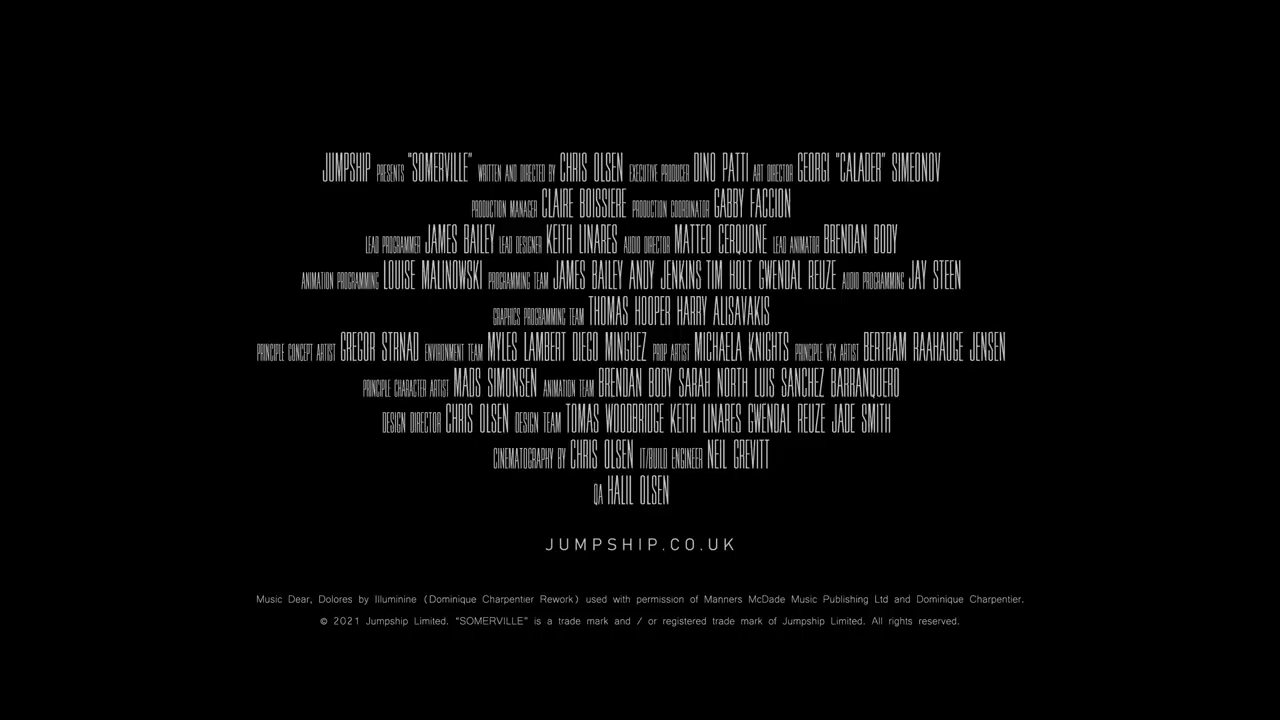 JUMPSHIP PRESENTS "SOMERVILLE" WRITTEN AND DIRECTED BY CHRIS OLSEN EXECUTIVE PRODUCER DINO PATTI ART DIRECTOR GEORGI "CALADER" SIMEONOV
PRODUCTION MANAGER CLAIRE BOISSIERE PRODUCTION COORDINATOR GABBY FACCION
LEAD PROGRAMMER JAMES BAILEY LEAD DESIGNER KEITH LINARES AUDIO DIRECTOR MATTEO CERQUONE LEAD ANIMATOR BRENDAN BODY
ANIMATION PROGRAMMING LOUISE MALINOWSKI PROGRAMMING TEAM JAMES BAILEY ANDY JENKINS TIM HOLT GWENDAL REUZE AUDIO PROGRAMMING JAY STEEN
GRAPHICS PROGRAMMING TEAM THOMAS HOOPER HARRY ALISAVAKIS
PRINCIPLE CONCEPT ARTIST GREGOR STRNAD ENVIRONMENT TEAM MYLES LAMBERT DIEGO MINGUEZ PROP ARTIST MICHAELA KNIGHTS PRINCIPLE VFX ARTIST BERTRAM RAAHAUGE JENSEN
PRINCIPLE CHARACTER ARTIST MADS SIMONSEN ANIMATION TEAM BRENDAN BODY SARAH NORTH LUIS SANCHEZ BARRANQUERO
DESIGN DIRECTOR CHRIS OLSEN DESIGN TEAM TOMAS WOODBRIDGE KEITH LINARES GWENDAL REUZE JADE SMITH
CINEMATOGRAPHY BY CHRIS OLSEN IT/BUILD ENGINEER NEIL GREVITT
QA HALIL OLSEN
JUMPSHIP.CO.UK
Music Dear, Dolores by Illuminine (Dominique Charpentier Rework) used with permission of Manners McDade Music Publishing Ltd and Dominique Charpentier.
© 2021 Jumpship Limited. "SOMERVILLE" is a trade mark and / or registered trade mark of Jumpship Limited. All rights reserved.